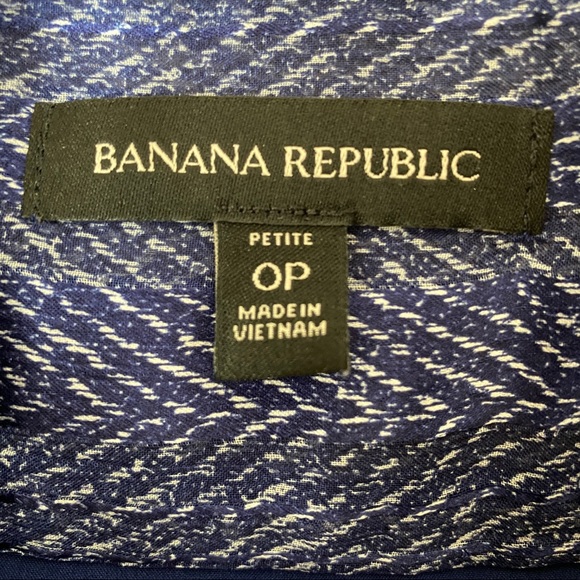 BANANA REPUBLIC
PETITE
0P
MADE IN
VIETNAM